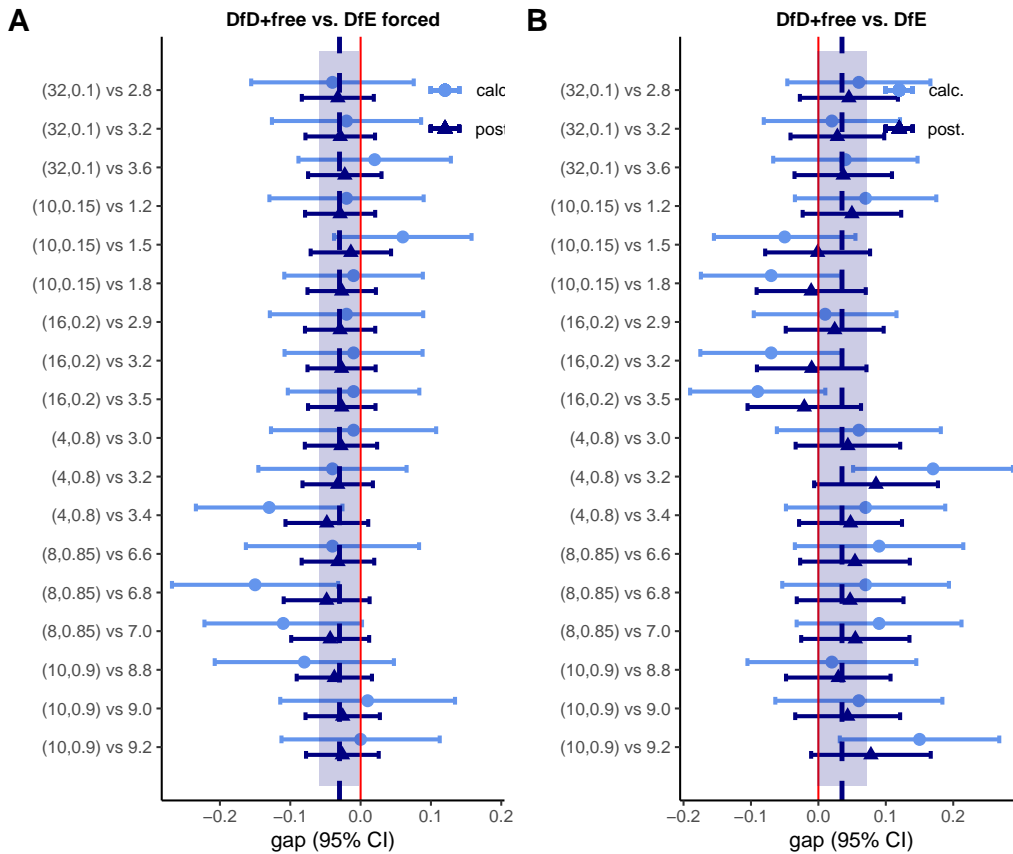 A
DfD+free vs. DfE forced
(32,0.1) vs 2.8
(32,0.1) vs 3.2
(32,0.1) vs 3.6
(10,0.15) vs 1.2
(10,0.15) vs 1.5
(10,0.15) vs 1.8
(16,0.2) vs 2.9
(16,0.2) vs 3.2
(16,0.2) vs 3.5
(4,0.8) vs 3.0
(4,0.8) vs 3.2
(4,0.8) vs 3.4
(8,0.85) vs 6.6
(8,0.85) vs 6.8
(8,0.85) vs 7.0
(10,0.9) vs 8.8
(10,0.9) vs 9.0
(10,0.9) vs 9.2
calc
post
−0.2 −0.1 0.0 0.1 0.2
gap (95% CI)
B
DfD+free vs. DfE
(32,0.1) vs 2.8
(32,0.1) vs 3.2
(32,0.1) vs 3.6
(10,0.15) vs 1.2
(10,0.15) vs 1.5
(10,0.15) vs 1.8
(16,0.2) vs 2.9
(16,0.2) vs 3.2
(16,0.2) vs 3.5
(4,0.8) vs 3.0
(4,0.8) vs 3.2
(4,0.8) vs 3.4
(8,0.85) vs 6.6
(8,0.85) vs 6.8
(8,0.85) vs 7.0
(10,0.9) vs 8.8
(10,0.9) vs 9.0
(10,0.9) vs 9.2
calc.
post.
−0.2 −0.1 0.0 0.1 0.2
gap (95% CI)